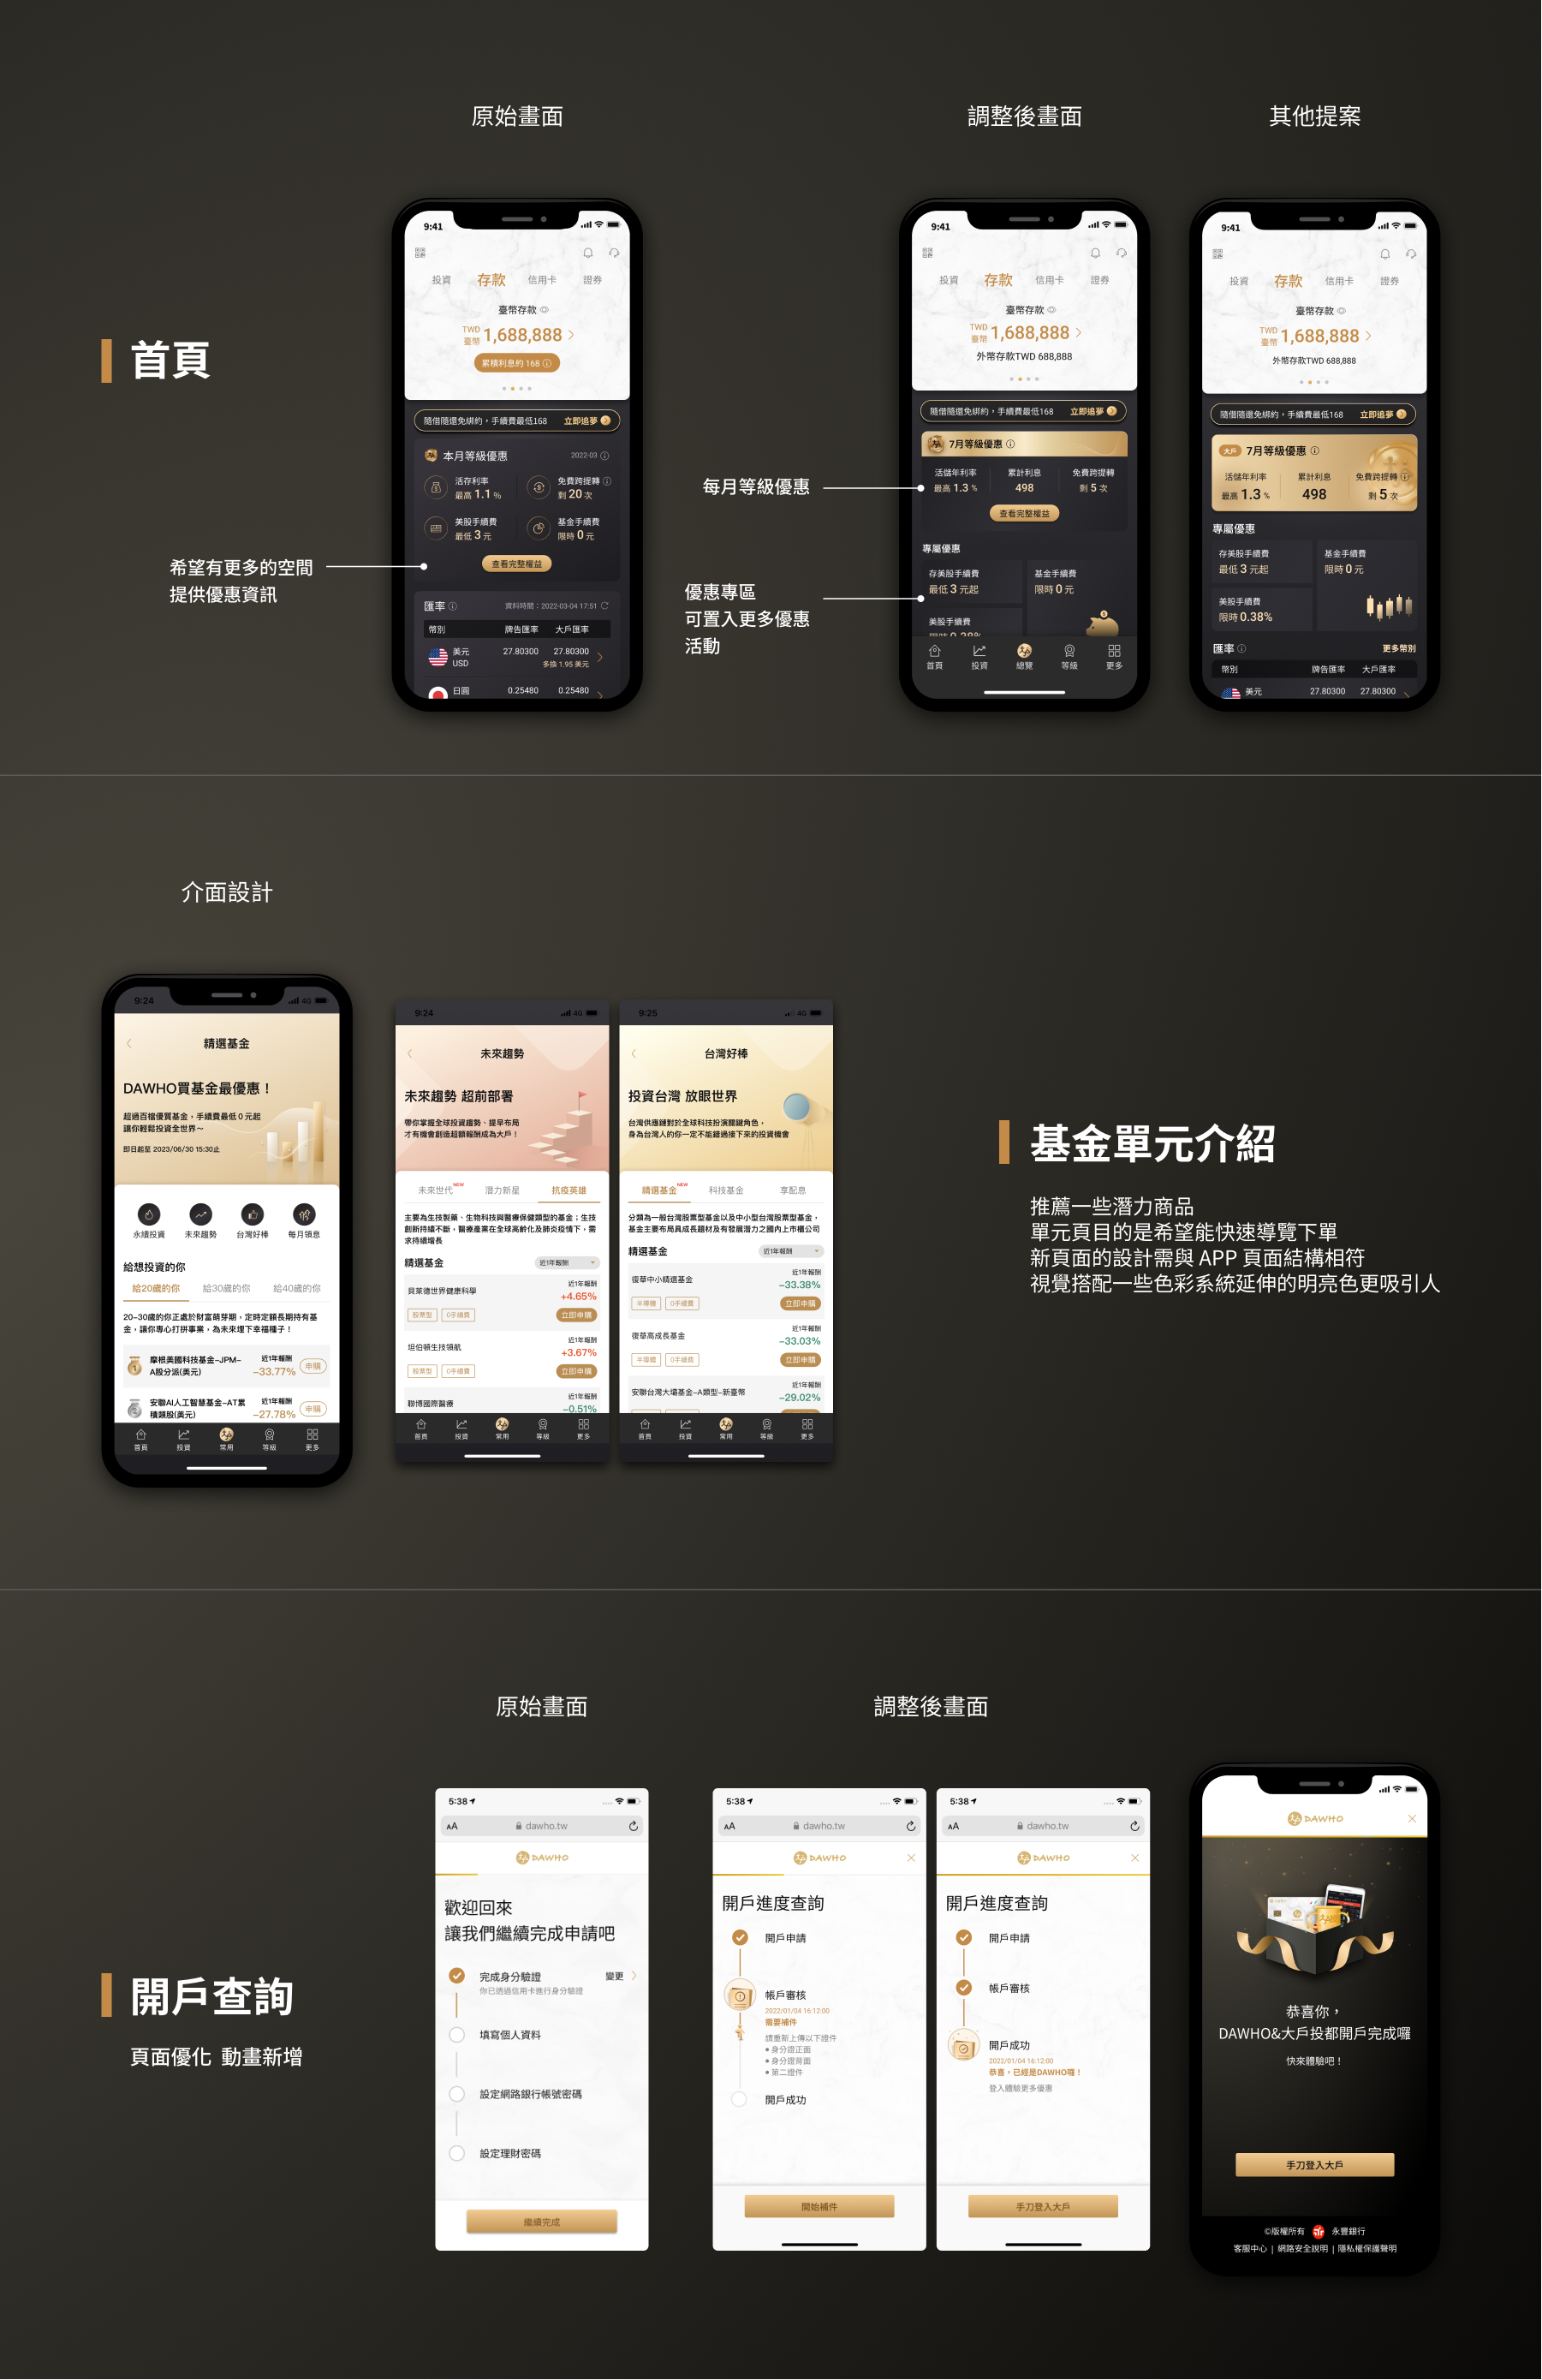 原始畫面
調整後畫面
其他提案
首頁
希望有更多的空間
提供優惠資訊
9:41
投資 存款 信用卡 證券
臺幣存款
TWD
臺幣
1,688,888
累積利息約 168
隨借隨還免綁約,手續費最低168 立即追夢
本月等級優惠 2022-03
活存利率
最高 1.1 %
免費跨提轉
剩 20 次
美股手續費
最低 3 元
基金手續費
限時 0 元
查看完整權益
匯率 資料時間:2022-03-04 17:51
幣別 牌告匯率 大戶匯率
美元
USD
27.80300 27.80300
多換 1.95 美元
日圓 0.25480 0.25480
每月等級優惠
優惠專區
可置入更多優惠
活動
9:41
投資 存款 信用卡 證券
臺幣存款
TWD
臺幣
1,688,888
外幣存款TWD 688,888
隨借隨還免綁約,手續費最低168 立即追夢
7月等級優惠
活儲年利率 累計利息 免費跨提轉
最高 1.3 % 498 剩 5 次
查看完整權益
專屬優惠
存美股手續費
最低 3 元起
基金手續費
限時 0 元
美股手續費
限時 0.38%
首頁 投資 總覽 等級 更多
9:41
投資 存款 信用卡 證券
臺幣存款
TWD
臺幣
1,688,888
外幣存款TWD 688,888
隨借隨還免綁約,手續費最低168 立即追夢
大戶 7月等級優惠
活儲年利率 累計利息 免費跨提轉
最高 1.3 % 498 剩 5 次
專屬優惠
存美股手續費
最低 3 元起
基金手續費
限時 0 元
美股手續費
限時 0.38%
匯率 更多幣別
幣別 牌告匯率 大戶匯率
美元 27.80300 27.80300
介面設計
9:24 4G
精選基金
DAWHO買基金最優惠!
超過百檔優質基金,手續費最低 0 元起
讓你輕鬆投資全世界~
即日起至 2023/06/30 15:30止
永續投資 未來趨勢 台灣好棒 每月領息
給想投資的你
給20歲的你 給30歲的你 給40歲的你
20-30歲的你正處於財富萌芽期,定時定額長期持有基
金,讓你專心打拼事業,為未來埋下幸福種子!
摩根美國科技基金-JPM-
A股分派(美元)
近1年報酬
-33.77%
申購
安聯AI人工智慧基金-AT累
積類股(美元)
近1年報酬
-27.78%
申購
首頁 投資 常用 等級 更多
9:24 4G
未來趨勢
未來趨勢 超前部署
帶你掌握全球投資趨勢、提早布局
才有機會創造超額報酬成為大戶!
未來世代 NEW 潛力新星 抗疫英雄
主要為生技製藥、生物科技與醫療保健類型的基金;生技
創新持續不斷,醫療產業在全球高齡化及肺炎疫情下,需
求持續增長
精選基金 近1年報酬
貝萊德世界健康科學
近1年報酬
+4.65%
股票型 0手續費 立即申購
坦伯頓生技領航
近1年報酬
+3.67%
股票型 0手續費 立即申購
聯博國際醫療
近1年報酬
-0.51%
首頁 投資 常用 等級 更多
9:25 4G
台灣好棒
投資台灣 放眼世界
台灣供應鏈對於全球科技扮演關鍵角色,
身為台灣人的你一定不能錯過接下來的投資機會
精選基金 NEW 科技基金 享配息
分類為一般台灣股票型基金以及中小型台灣股票型基金,
基金主要布局具成長題材及有發展潛力之國內上市櫃公司
精選基金 近1年報酬
復華中小精選基金
近1年報酬
-33.38%
半導體 0手續費 立即申購
復華高成長基金
近1年報酬
-33.03%
半導體 0手續費 立即申購
安聯台灣大壩基金-A類型-新臺幣
近1年報酬
-29.02%
首頁 投資 常用 等級 更多
基金單元介紹
推薦一些潛力商品
單元頁目的是希望能快速導覽下單
新頁面的設計需與 APP 頁面結構相符
視覺搭配一些色彩系統延伸的明亮色更吸引人
原始畫面
調整後畫面
開戶查詢
頁面優化 動畫新增
5:38
AA dawho.tw
DAWHO
歡迎回來
讓我們繼續完成申請吧
完成身分驗證 變更
你已透過信用卡進行身分驗證
填寫個人資料
設定網路銀行帳號密碼
設定理財密碼
繼續完成
5:38
AA dawho.tw
DAWHO
開戶進度查詢
開戶申請
帳戶審核
2022/01/04 16:12:00
需要補件
請重新上傳以下證件
• 身分證正面
• 身分證背面
• 第二證件
開戶成功
開始補件
5:38
AA dawho.tw
DAWHO
開戶進度查詢
開戶申請
帳戶審核
開戶成功
2022/01/04 16:12:00
恭喜,已經是DAWHO囉!
登入體驗更多優惠
手刀登入大戶
DAWHO
恭喜你,
DAWHO&大戶投都開戶完成囉
快來體驗吧!
手刀登入大戶
©版權所有 永豐銀行
客服中心 | 網路安全說明 | 隱私權保護聲明